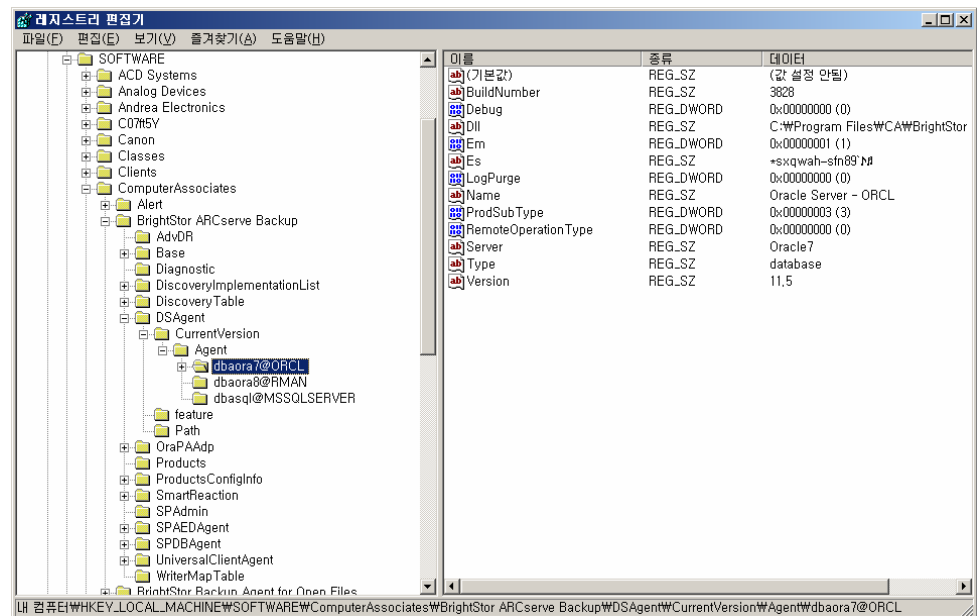 레지스트리 편집기
파일(F) 편집(E) 보기(V) 즐겨찾기(A) 도움말(H)
SOFTWARE
ACD Systems
Analog Devices
Andrea Electronics
C07ft5Y
Canon
Classes
Clients
ComputerAssociates
Alert
BrightStor ARCserve Backup
AdvDR
Base
Diagnostic
DiscoveryImplementationList
DiscoveryTable
DSAgent
CurrentVersion
Agent
dbaora7@ORCL
dbaora8@RMAN
dbasql@MSSQLSERVER
feature
Path
OraPAAdp
Products
ProductsConfigInfo
SmartReaction
SPAdmin
SPAEDAgent
SPDBAgent
UniversalClientAgent
WriterMapTable
BrightStor Backup Agent for Open Files
이름 종류 데이터
(기본값) REG_SZ (값 설정 안됨)
BuildNumber REG_SZ 3828
Debug REG_DWORD 0x00000000 (0)
Dll REG_SZ C:₩Program Files₩CA₩BrightStor
Em REG_DWORD 0x00000001 (1)
Es REG_SZ
LogPurge REG_DWORD 0x00000000 (0)
Name REG_SZ Oracle Server - ORCL
ProdSubType REG_DWORD 0x00000003 (3)
RemoteOperationType REG_DWORD 0x00000000 (0)
Server REG_SZ Oracle7
Type REG_SZ database
Version REG_SZ 11.5
내 컴퓨터₩HKEY_LOCAL_MACHINE₩SOFTWARE₩ComputerAssociates₩BrightStor ARCserve Backup₩DSAgent₩CurrentVersion₩Agent₩dbaora7@ORCL